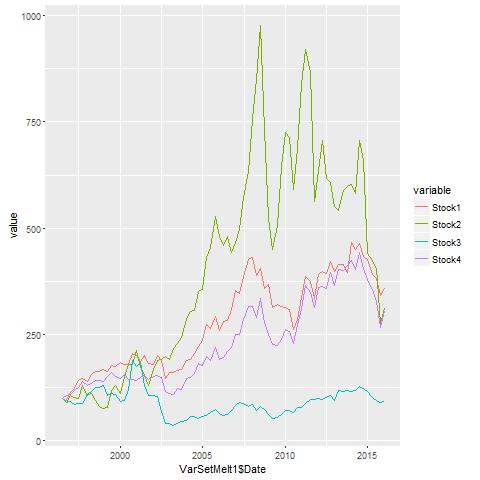 1000
750
500
250
0
value
2000
2005
2010
2015
VarSetMelt1$Date
variable
Stock1
Stock2
Stock3
Stock4